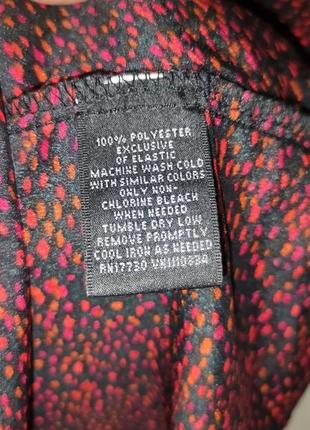 100% POLYESTER
EXCLUSIVE
OF ELASTIC
MACHINE WASH COLD
WITH SIMILAR COLORS
ONLY NON-
CHLORINE BLEACH
WHEN NEEDED
TUMBLE DRY LOW
REMOVE PROMPTLY
COOL IRON AS NEEDED
RN17730